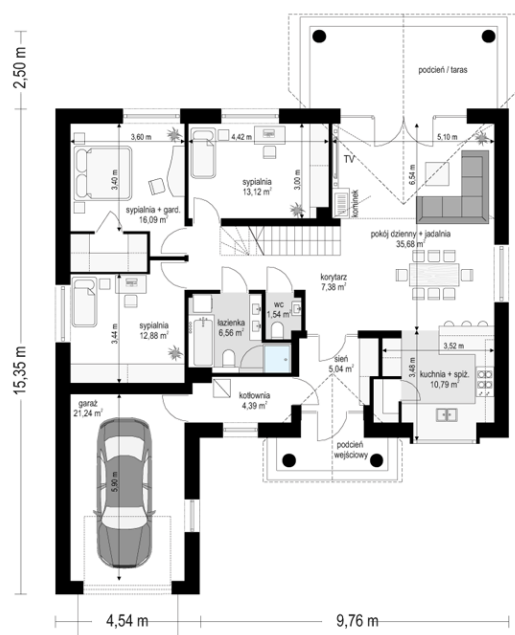 2,50 m
podcień / taras
3,60 m
4,42 m
5,10 m
3,40 m
3,00 m
6,54 m
TV
kominek
sypialnia
13,12 m²
sypialnia + gard.
16,09 m²
pokój dzienny + jadalnia
35,68 m²
korytarz
7,38 m²
wc
1,54 m²
3,44 m
sypialnia
12,88 m²
łazienka
6,56 m²
3,52 m
3,48 m
sień
5,04 m²
kuchnia + spiż.
10,79 m²
15,35 m
garaż
21,24 m²
kotłownia
4,39 m²
podcień
wejściowy
5,90 m
4,54 m
9,76 m